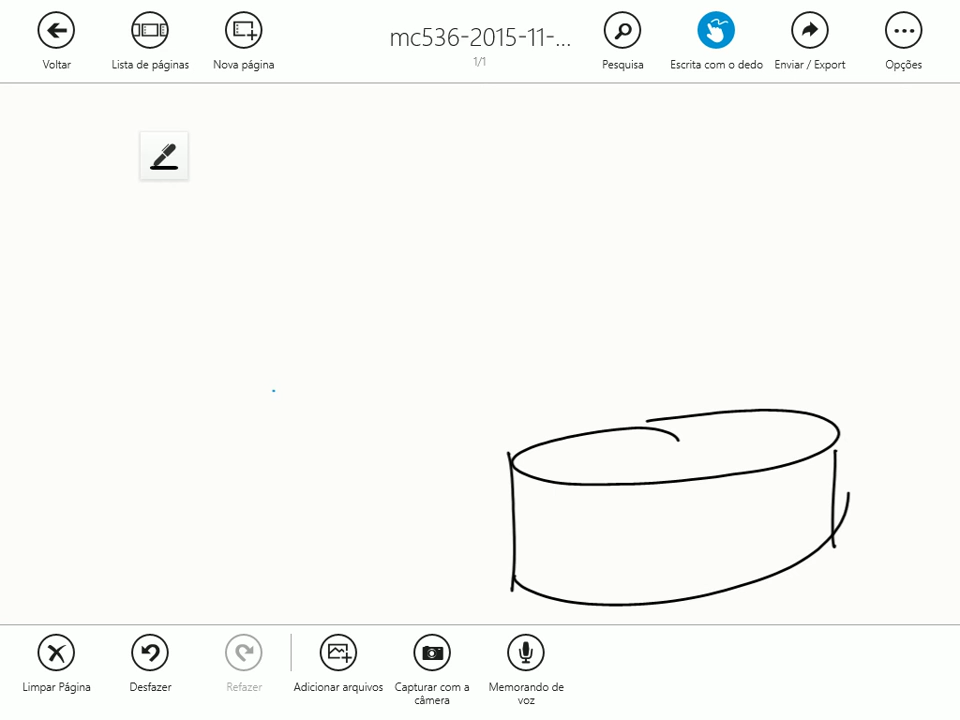 Voltar
Lista de páginas
Nova página
mc536-2015-11-...
1/1
Pesquisa
Escrita com o dedo
Enviar / Export
Opções
Limpar Página
Desfazer
Refazer
Adicionar arquivos
Capturar com a
câmera
Memorando de
voz